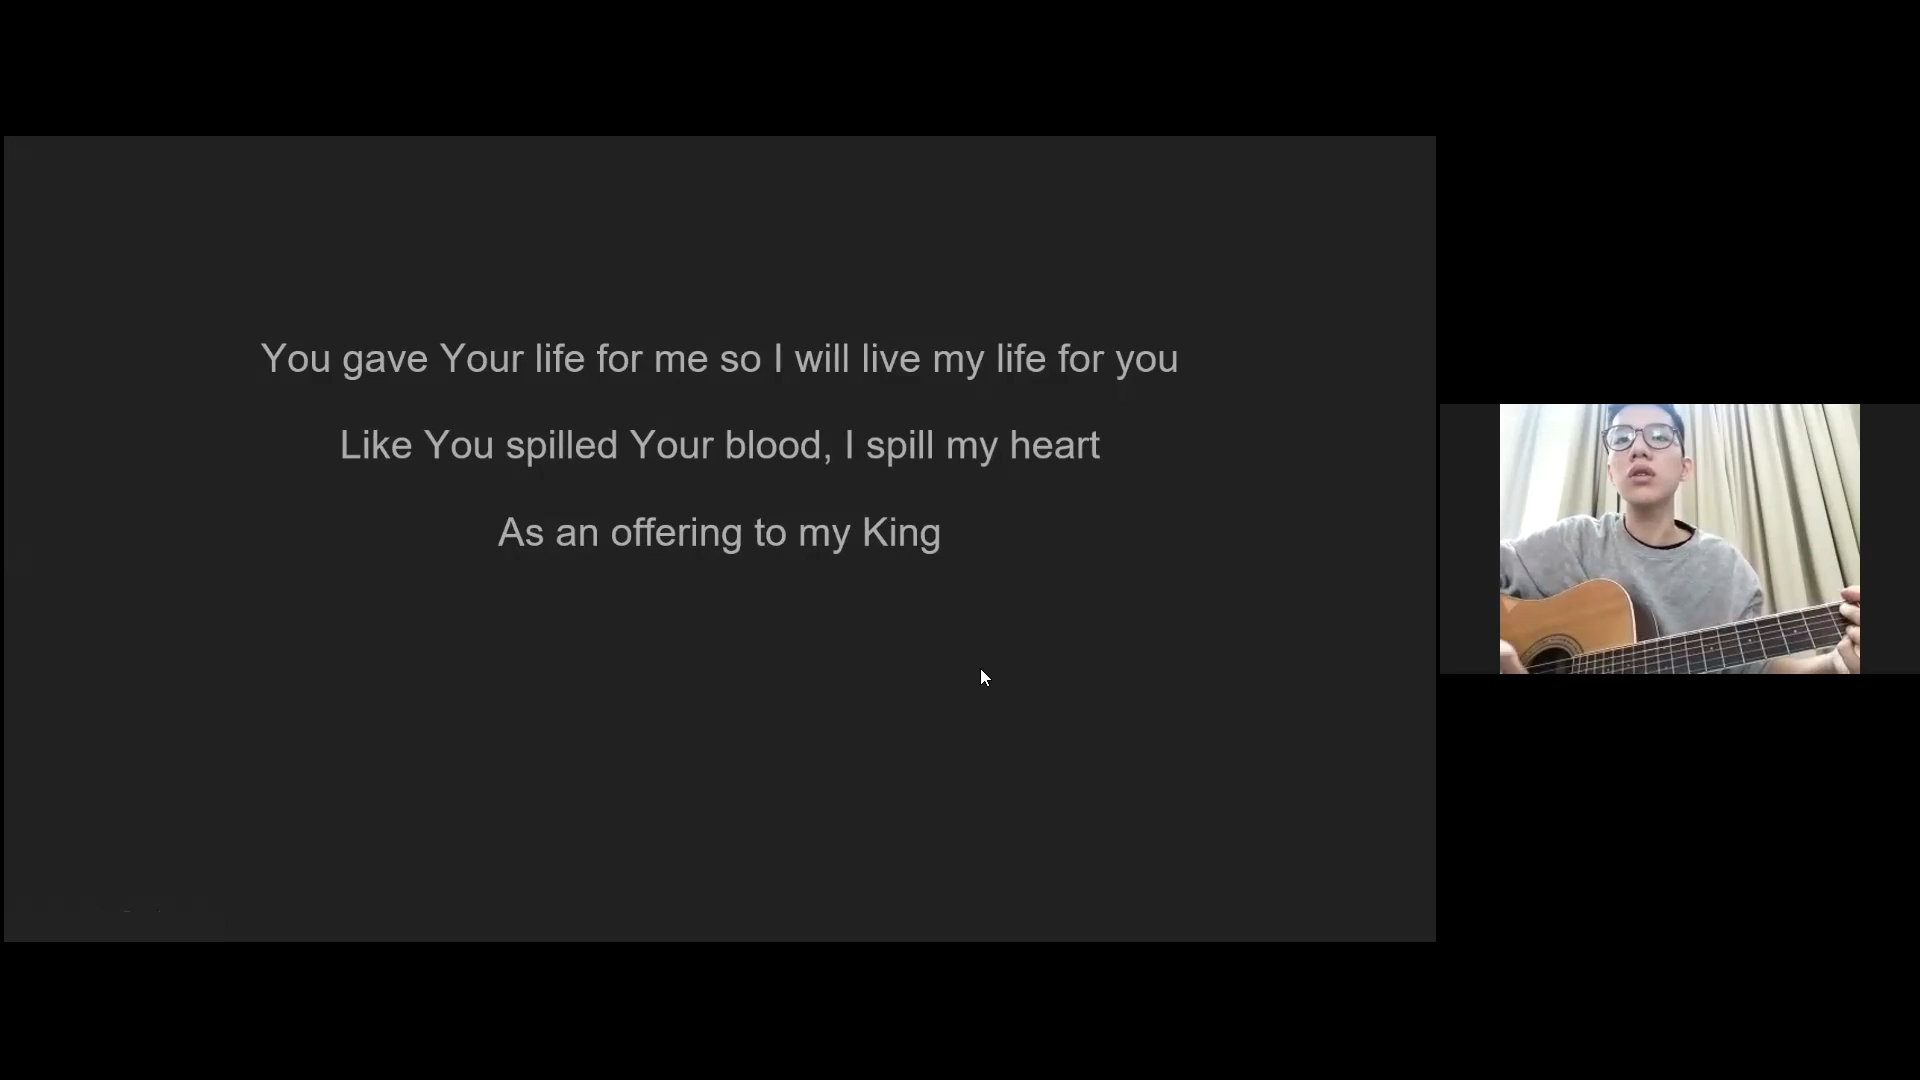 You gave Your life for me so I will live my life for you
Like You spilled Your blood, I spill my heart
As an offering to my King